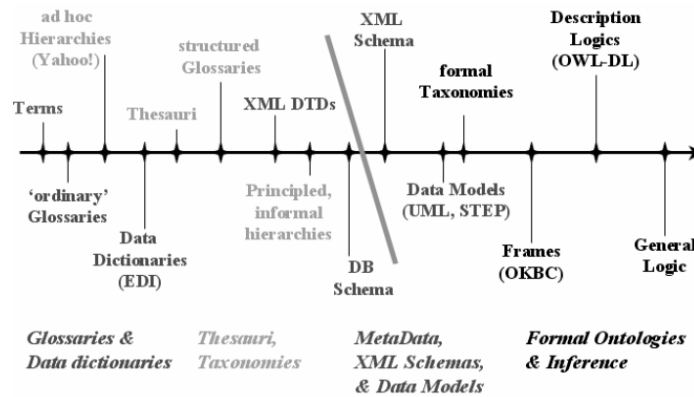 ad hoc
Hierarchies
(Yahoo!)
structured
Glossaries
XML
Schema
Description
Logics
(OWL-DL)
formal
Taxonomies
Terms
Thesauri
XML DTDs
‘ordinary’
Glossaries
Data
Dictionaries
(EDI)
Principled,
informal
hierarchies
DB
Schema
Data Models
(UML, STEP)
Frames
(OKBC)
General
Logic
Glossaries &
Data dictionaries
Thesauri,
Taxonomies
MetaData,
XML Schemas,
& Data Models
Formal Ontologies
& Inference